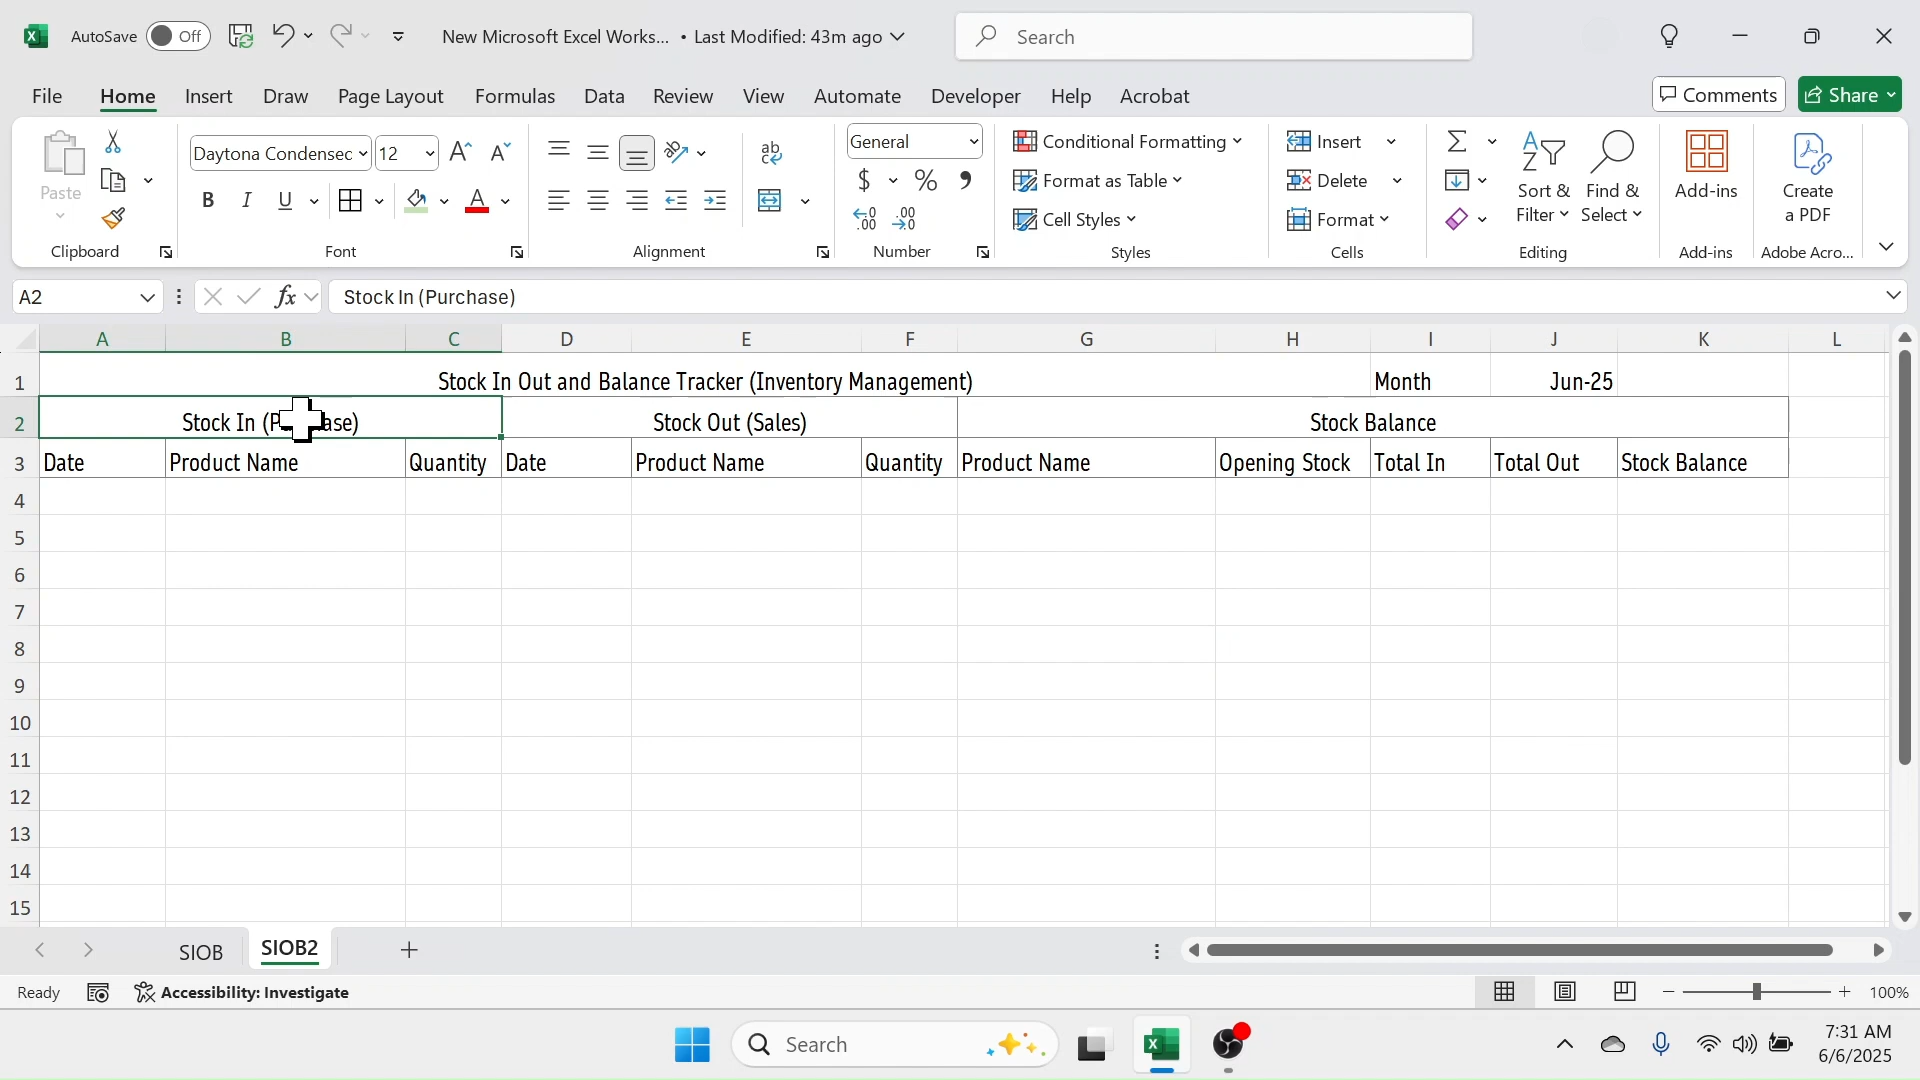 AutoSave Off New Microsoft Excel Works... • Last Modified: 43m ago Search
File Home Insert Draw Page Layout Formulas Data Review View Automate Developer Help Acrobat Comments Share
Paste
Clipboard
Daytona Condensec 12
B I U A
Font
ab
Alignment
General
$ % 9
Number
Conditional Formatting
Format as Table
Cell Styles
Styles
Insert
Delete
Format
Cells
Sort & Filter
Find & Select
Editing
Add-ins
Add-ins
Create a PDF
Adobe Acro...
A2 fx Stock In (Purchase)
A B C D E F G H I J K L
1 Stock In Out and Balance Tracker (Inventory Management) Month Jun-25
2 Stock In (P ase) Stock Out (Sales) Stock Balance
3 Date Product Name Quantity Date Product Name Quantity Product Name Opening Stock Total In Total Out Stock Balance
4
5
6
7
8
9
10
11
12
13
14
15
SIOB SIOB2
Ready Accessibility: Investigate 100%
Search 7:31 AM
6/6/2025